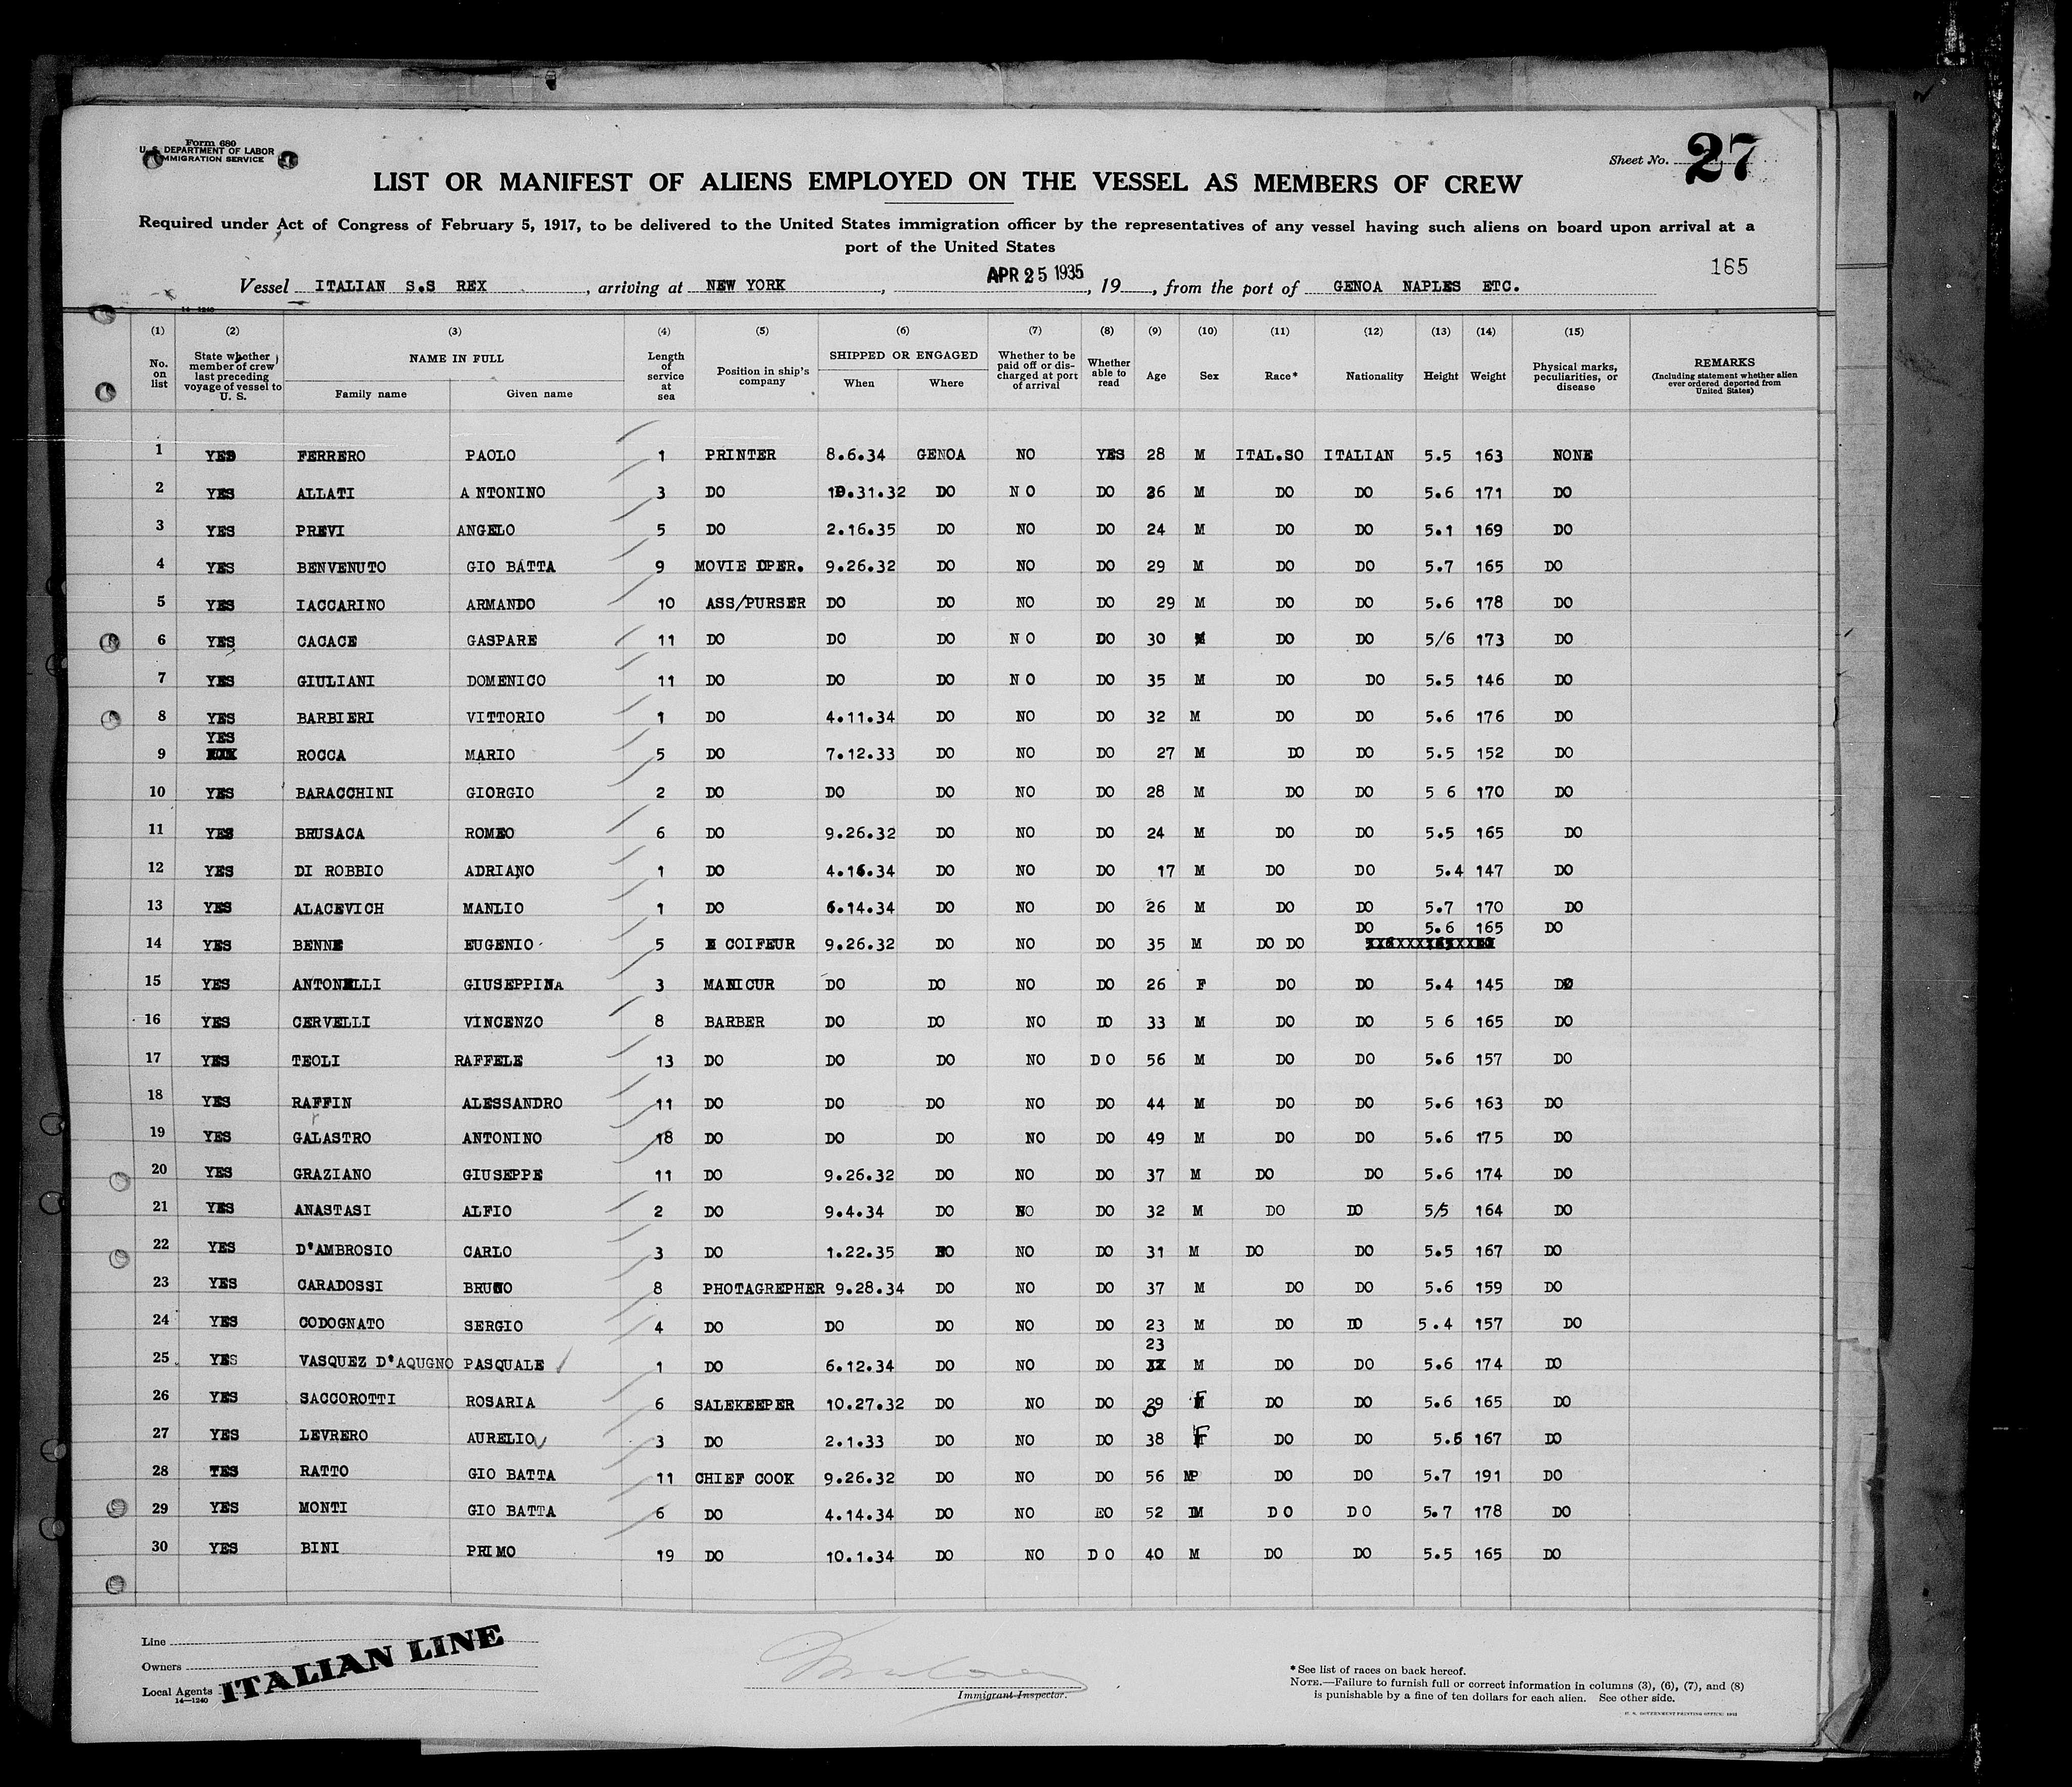 Form 680
U. S. DEPARTMENT OF LABOR
IMMIGRATION SERVICE
Sheet No. 27
LIST OR MANIFEST OF ALIENS EMPLOYED ON THE VESSEL AS MEMBERS OF CREW
Required under Act of Congress of February 5, 1917, to be delivered to the United States immigration officer by the representatives of any vessel having such aliens on board upon arrival at a
port of the United States
165
Vessel ITALIAN S.S REX , arriving at NEW YORK , APR 25 1935 , 19 , from the port of GENOA NAPLES ETC.
14—1240
(1) (2) (3) (4) (5) (6) (7) (8) (9) (10) (11) (12) (13) (14) (15)
No. on list State whether member of crew last preceding voyage of vessel to U. S. NAME IN FULL Family name Given name Length of service at sea Position in ship's company SHIPPED OR ENGAGED When Where Whether to be paid off or discharged at port of arrival Whether able to read Age Sex Race* Nationality Height Weight Physical marks, peculiarities, or disease REMARKS (Including statement whether alien ever ordered deported from United States)
1 YES FERRERO PAOLO 1 PRINTER 8.6.34 GENOA NO YES 28 M ITAL.SO ITALIAN 5.5 163 NONE
2 YES ALLATI A NTONINO 3 DO 10.31.32 DO N O DO 26 M DO DO 5.6 171 DO
3 YES PREVI ANGELO 5 DO 2.16.35 DO NO DO 24 M DO DO 5.1 169 DO
4 YES BENVENUTO GIO BATTA 9 MOVIE OPER. 9.26.32 DO NO DO 29 M DO DO 5.7 165 DO
5 YES IACCARINO ARMANDO 10 ASS/PURSER DO DO NO DO 29 M DO DO 5.6 178 DO
6 YES CACACE GASPARE 11 DO DO DO N O DO 30 M DO DO 5/6 173 DO
7 YES GIULIANI DOMENICO 11 DO DO DO N O DO 35 M DO DO 5.5 146 DO
8 YES BARBIERI VITTORIO 1 DO 4.11.34 DO NO DO 32 M DO DO 5.6 176 DO
9 YES ROCCA MARIO 5 DO 7.12.33 DO NO DO 27 M DO DO 5.5 152 DO
10 YES BARACCHINI GIORGIO 2 DO DO DO NO DO 28 M DO DO 5 6 170 DO
11 YES BRUSACA ROMEO 6 DO 9.26.32 DO NO DO 24 M DO DO 5.5 165 DO
12 YES DI ROBBIO ADRIANO 1 DO 4.16.34 DO NO DO 17 M DO DO 5.4 147 DO
13 YES ALACEVICH MANLIO 1 DO 6.14.34 DO NO DO 26 M DO DO 5.7 170 DO
14 YES BENNE EUGENIO 5 E COIFEUR 9.26.32 DO NO DO 35 M DO DO DO 5.6 165 DO
15 YES ANTONELLI GIUSEPPINA 3 MANICUR DO DO NO DO 26 F DO DO 5.4 145 DO
16 YES CERVELLI VINCENZO 8 BARBER DO DO NO DO 33 M DO DO 5 6 165 DO
17 YES TEOLI RAFFELE 13 DO DO DO NO D O 56 M DO DO 5.6 157 DO
18 YES RAFFIN ALESSANDRO 11 DO DO DO NO DO 44 M DO DO 5.6 163 DO
19 YES GALASTRO ANTONINO 18 DO DO DO NO DO 49 M DO DO 5.6 175 DO
20 YES GRAZIANO GIUSEPPE 11 DO 9.26.32 DO NO DO 37 M DO DO 5.6 174 DO
21 YES ANASTASI ALFIO 2 DO 9.4.34 DO NO DO 32 M DO DO 5/5 164 DO
22 YES D'AMBROSIO CARLO 3 DO 1.22.35 DO NO DO 31 M DO DO 5.5 167 DO
23 YES CARADOSSI BRUNO 8 PHOTAGREPHER 9.28.34 DO NO DO 37 M DO DO 5.6 159 DO
24 YES CODOGNATO SERGIO 4 DO DO DO NO DO 23 M DO DO 5.4 157 DO
25 YES VASQUEZ D'AQUGNO PASQUALE 1 DO 6.12.34 DO NO DO 23 M DO DO 5.6 174 DO
26 YES SACCOROTTI ROSARIA 6 SALEKEEPER 10.27.32 DO NO DO 29 F DO DO 5.6 165 DO
27 YES LEVRERO AURELIO 3 DO 2.1.33 DO NO DO 38 F DO DO 5.5 167 DO
28 TES RATTO GIO BATTA 11 CHIEF COOK 9.26.32 DO NO DO 56 M DO DO 5.7 191 DO
29 YES MONTI GIO BATTA 6 DO 4.14.34 DO NO EO 52 M D O D O 5.7 178 DO
30 YES BINI PRIMO 19 DO 10.1.34 DO NO D O 40 M DO DO 5.5 165 DO
Line
Owners
Local Agents
14—1240
ITALIAN LINE
Immigrant Inspector.
*See list of races on back hereof.
NOTE.—Failure to furnish full or correct information in columns (3), (6), (7), and (8)
is punishable by a fine of ten dollars for each alien. See other side.